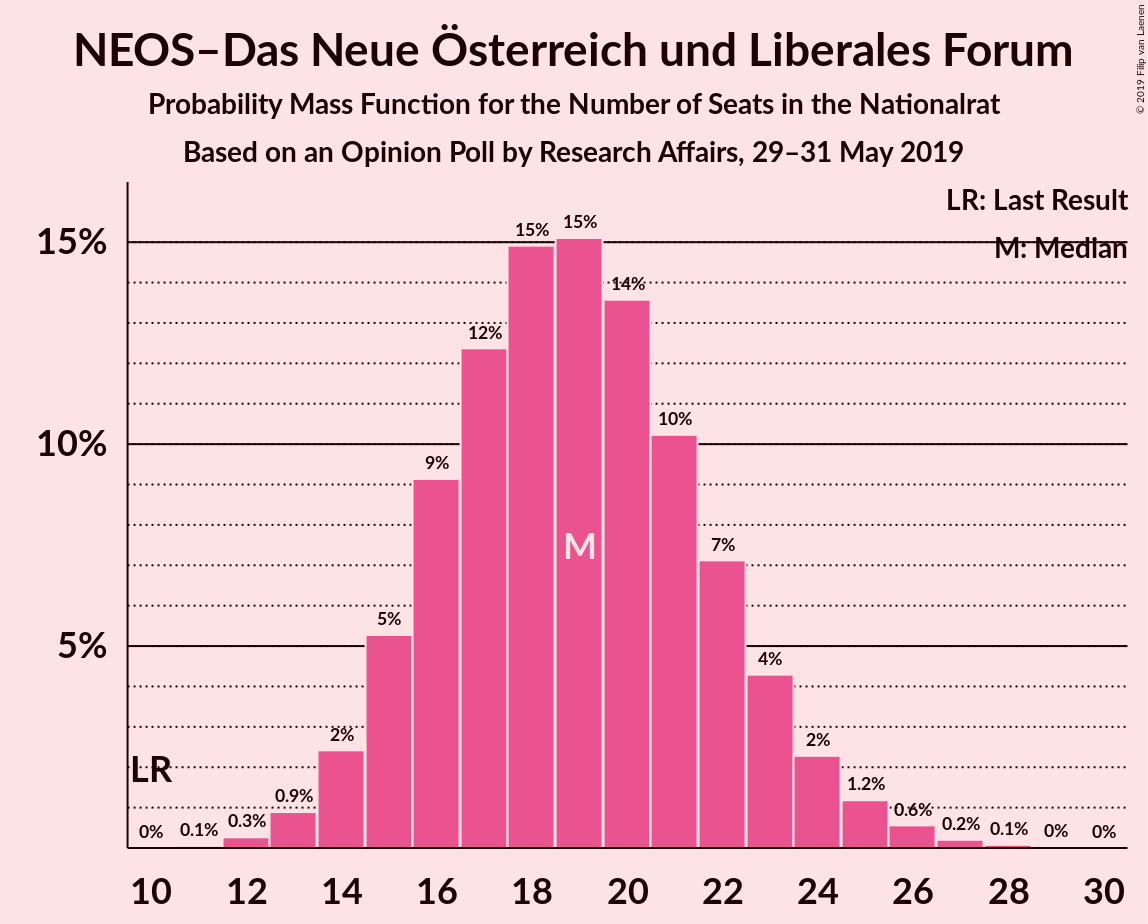 NEOS–Das Neue Österreich und Liberales Forum
Probability Mass Function for the Number of Seats in the Nationalrat
Based on an Opinion Poll by Research Affairs, 29–31 May 2019
© 2019 Filip van Laenen
LR: Last Result
M: Median
15%
10%
5%
LR
M
0%
0.1%
0.3%
0.9%
2%
5%
9%
12%
15%
15%
14%
10%
7%
4%
2%
1.2%
0.6%
0.2%
0.1%
0%
0%
10 12 14 16 18 20 22 24 26 28 30